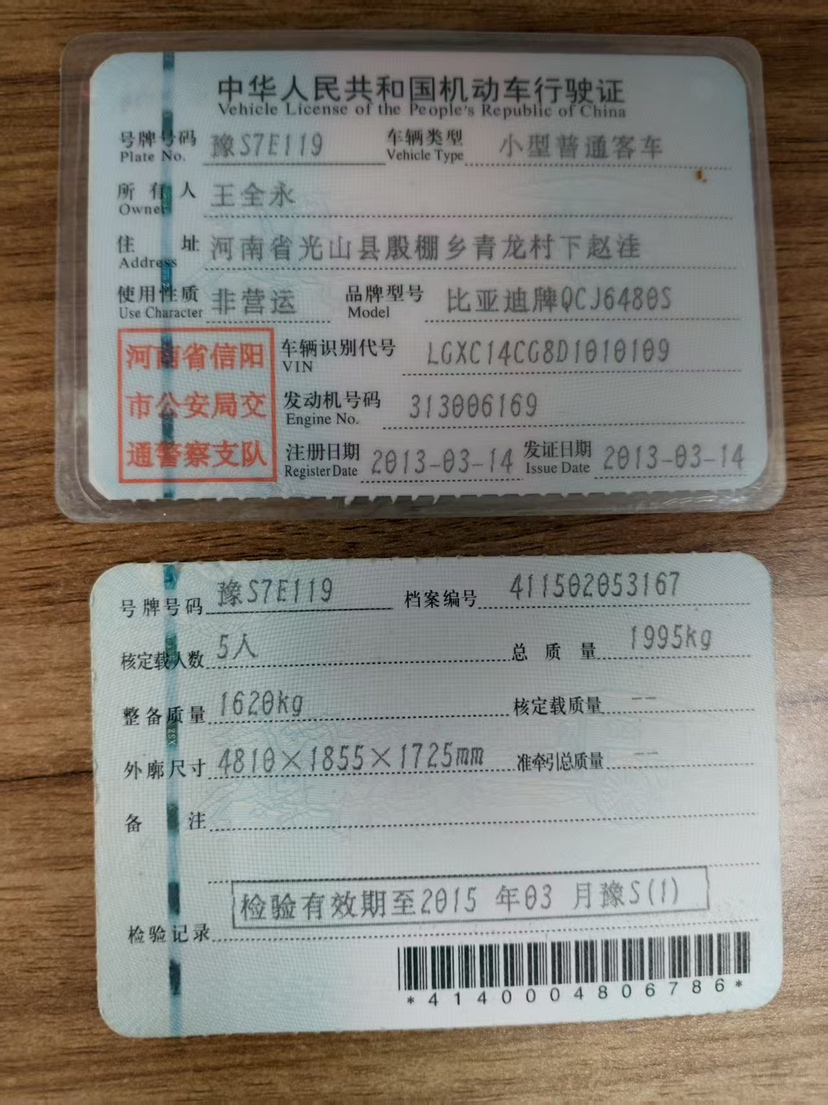 中华人民共和国机动车行驶证
Vehicle License of the People's Republic of China
号牌号码 豫S7E119 车辆类型 小型普通客车
Plate No. Vehicle Type
所有人 王全永
Owner
住址 河南省光山县殷棚乡青龙村下赵洼
Address
使用性质 非营运 品牌型号 比亚迪牌QCJ6480S
Use Character Model
河南省信阳
市公安局交
通警察支队
车辆识别代号 LGXC14CG8D1010109
VIN
发动机号码 313006169
Engine No.
注册日期 2013-03-14 发证日期 2013-03-14
Register Date Issue Date
号牌号码 豫S7E119 档案编号 411502053167
核定载人数 5人 总质量 1995kg
整备质量 1620kg 核定载质量 --
外廓尺寸 4810×1855×1725mm 准牵引总质量 --
备注
检验有效期至2015年03月豫S(1)
检验记录
*4140004806786*